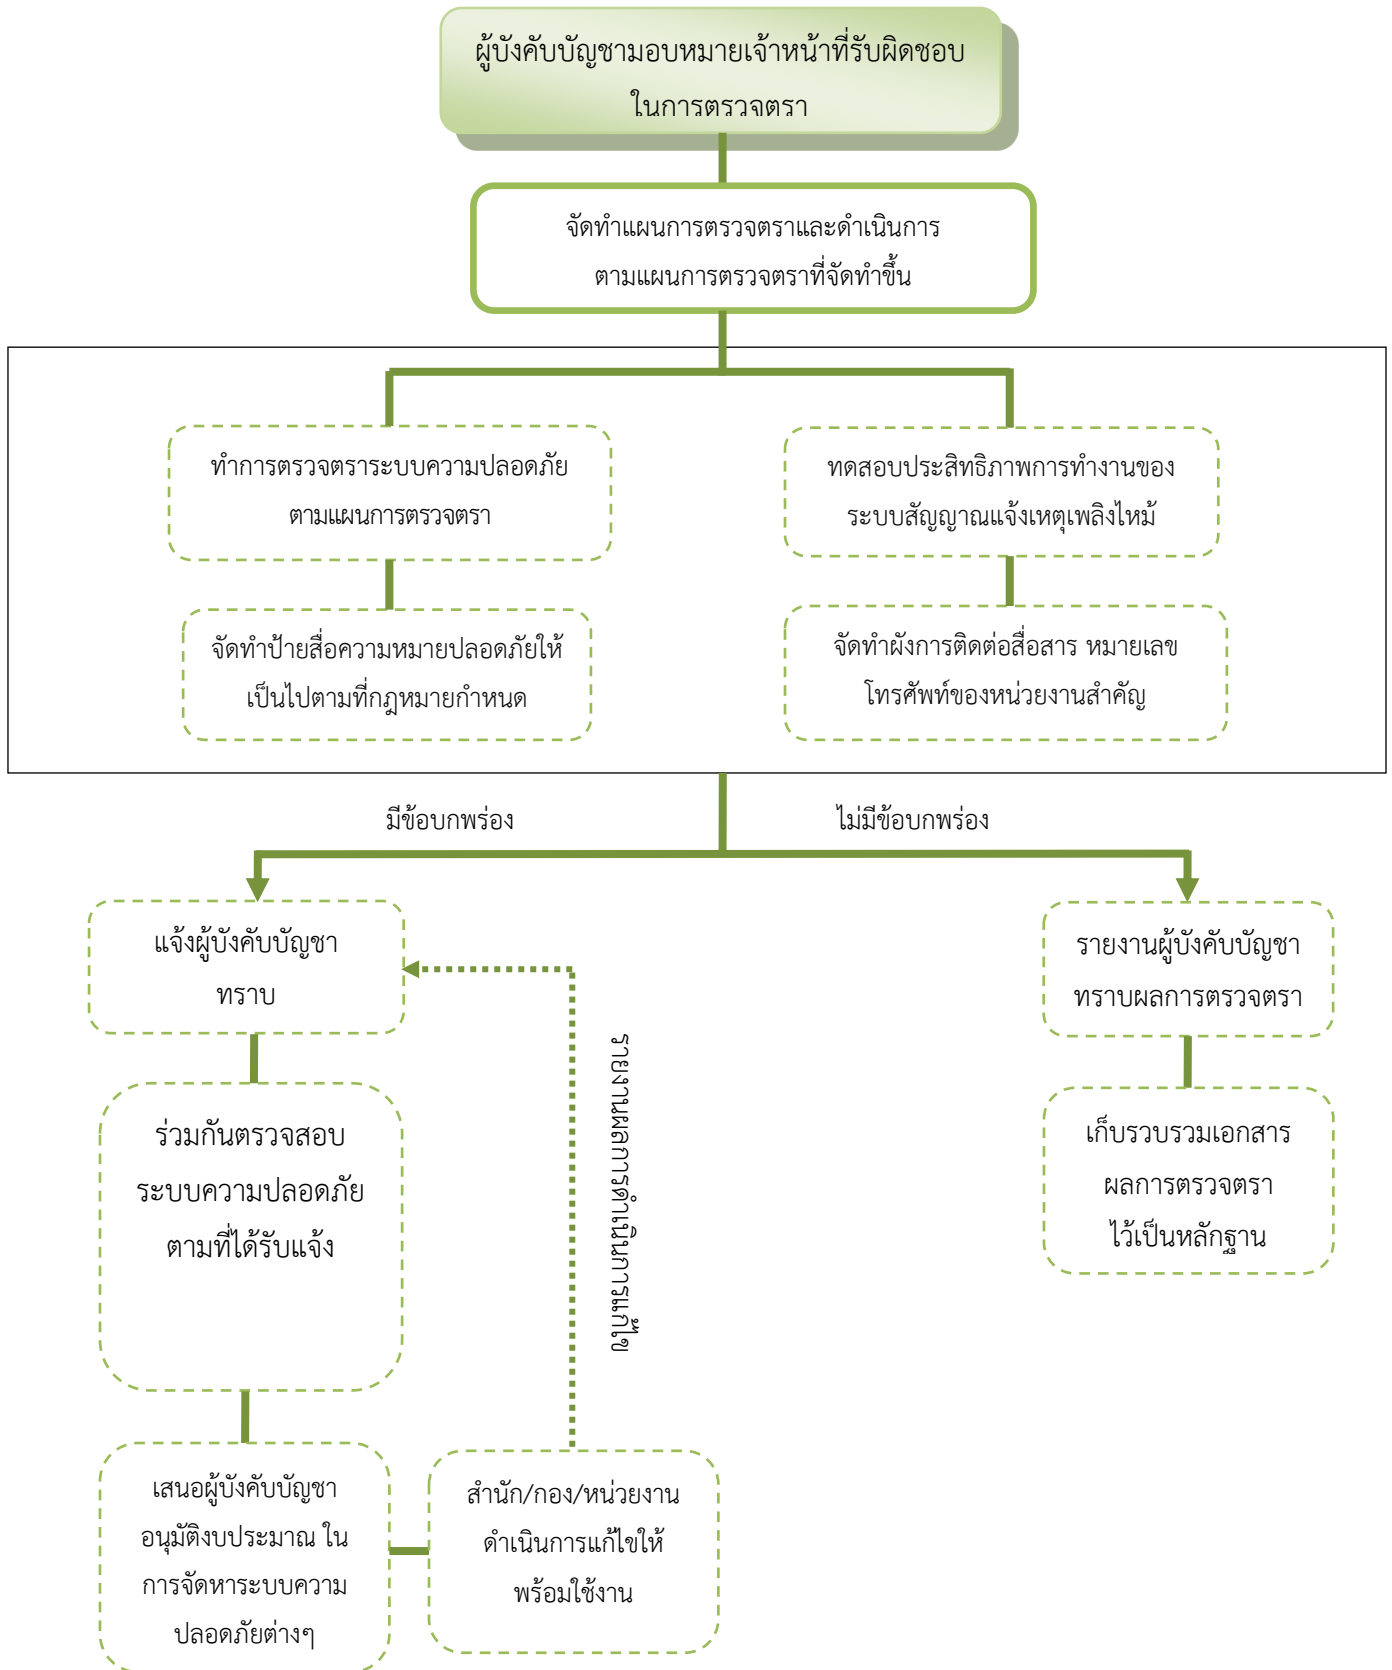 ผู้บังคับบัญชามอบหมายเจ้าหน้าที่รับผิดชอบ
ในการตรวจตรา
จัดทำแผนการตรวจตราและดำเนินการ
ตามแผนการตรวจตราที่จัดทำขึ้น
ทำการตรวจตราระบบความปลอดภัย
ตามแผนการตรวจตรา
ทดสอบประสิทธิภาพการทำงานของ
ระบบสัญญาณแจ้งเหตุเพลิงไหม้
จัดทำป้ายสื่อความหมายปลอดภัยให้
เป็นไปตามที่กฎหมายกำหนด
จัดทำผังการติดต่อสื่อสาร หมายเลข
โทรศัพท์ของหน่วยงานสำคัญ
มีข้อบกพร่อง
ไม่มีข้อบกพร่อง
แจ้งผู้บังคับบัญชา
ทราบ
รายงานผู้บังคับบัญชา
ทราบผลการตรวจตรา
รายงานผลการดำเนินการแก้ไข
ร่วมกันตรวจสอบ
ระบบความปลอดภัย
ตามที่ได้รับแจ้ง
เก็บรวบรวมเอกสาร
ผลการตรวจตรา
ไว้เป็นหลักฐาน
เสนอผู้บังคับบัญชา
อนุมัติงบประมาณ ใน
การจัดหาระบบความ
ปลอดภัยต่างๆ
สำนัก/กอง/หน่วยงาน
ดำเนินการแก้ไขให้
พร้อมใช้งาน